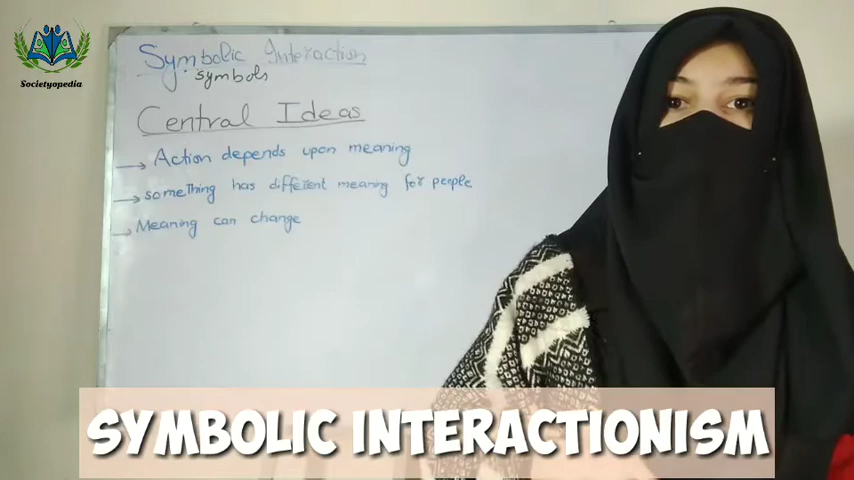 Symbolic Interaction
symbols
Central Ideas
Action depends upon meaning
something has different meaning for people
Meaning can change
Societyopedia
SYMBOLIC INTERACTIONISM